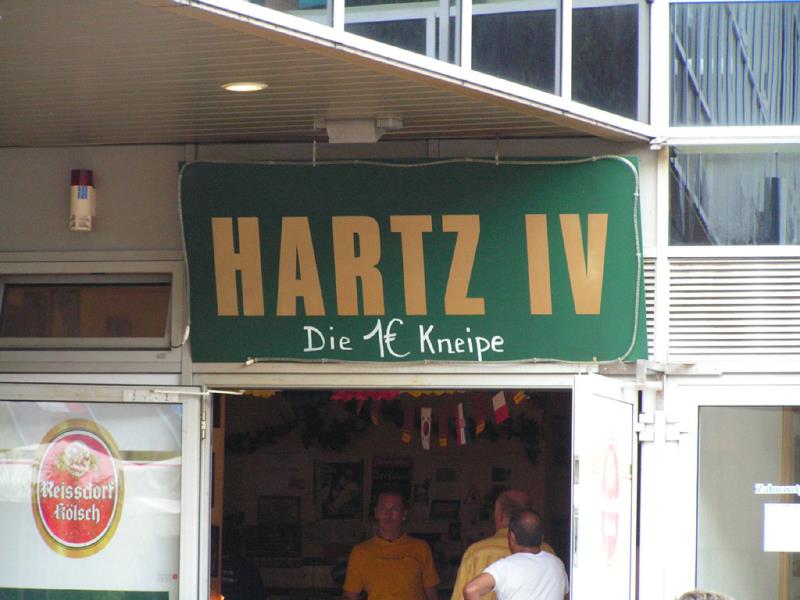 HARTZ IV
Die 1€ Kneipe
Reissdorf
Kölsch